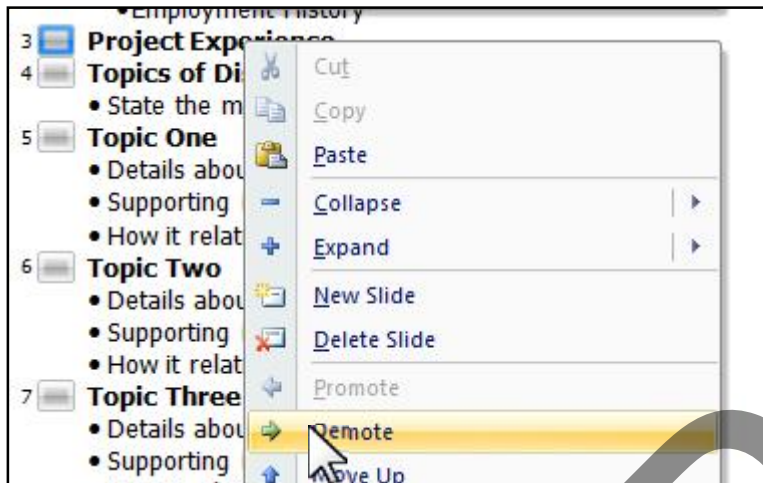 •Employment History
3 Project Experience
4 Topics of Di
• State the m
5 Topic One
• Details abou
• Supporting
• How it relat
6 Topic Two
• Details abou
• Supporting
• How it relat
7 Topic Three
• Details abou
• Supporting
Cut
Copy
Paste
Collapse
Expand
New Slide
Delete Slide
Promote
Demote
Move Up